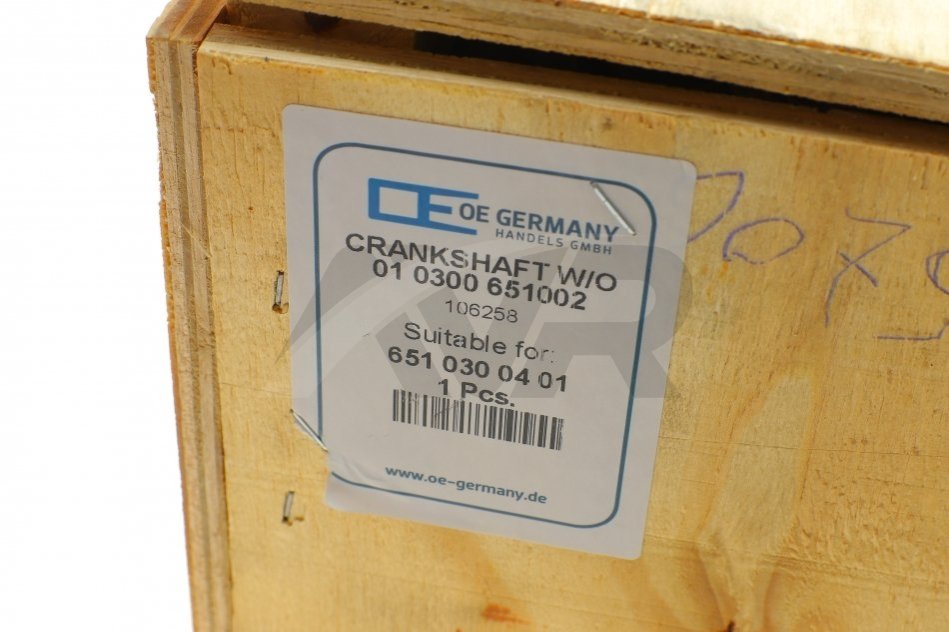 OE GERMANY
HANDELS GMBH
CRANKSHAFT W/O
01 0300 651002
106258
Suitable for:
651 030 04 01
1 Pcs.
www.oe-germany.de